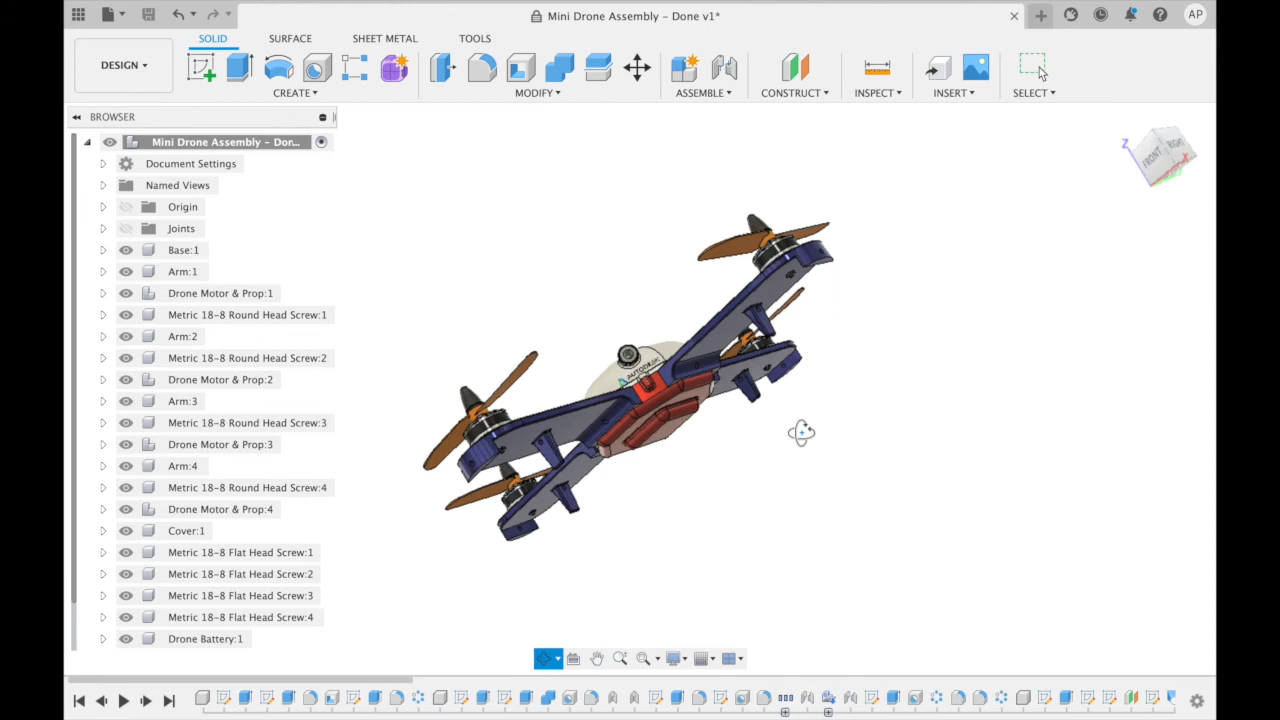 Mini Drone Assembly – Done v1*
AP
SOLID
SURFACE
SHEET METAL
TOOLS
DESIGN
CREATE
MODIFY
ASSEMBLE
CONSTRUCT
INSPECT
INSERT
SELECT
BROWSER
Mini Drone Assembly – Dor...
Document Settings
Named Views
Origin
Joints
Base:1
Arm:1
Drone Motor & Prop:1
Metric 18-8 Round Head Screw:1
Arm:2
Metric 18-8 Round Head Screw:2
Drone Motor & Prop:2
Arm:3
Metric 18-8 Round Head Screw:3
Drone Motor & Prop:3
Arm:4
Metric 18-8 Round Head Screw:4
Drone Motor & Prop:4
Cover:1
Metric 18-8 Flat Head Screw:1
Metric 18-8 Flat Head Screw:2
Metric 18-8 Flat Head Screw:3
Metric 18-8 Flat Head Screw:4
Drone Battery:1
Z
FRONT
RIGHT
X
AUTODESK